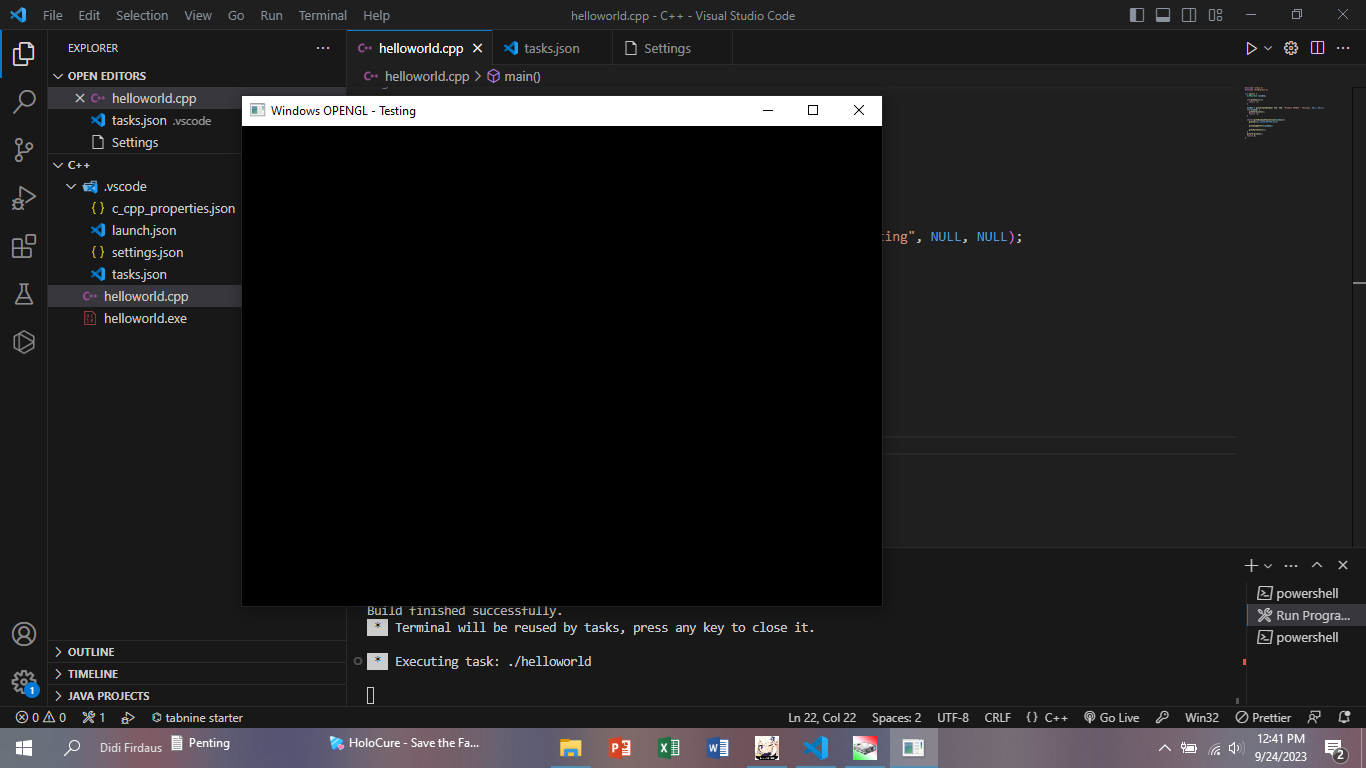 File Edit Selection View Go Run Terminal Help
helloworld.cpp - C++ - Visual Studio Code
EXPLORER
helloworld.cpp
tasks.json
Settings
OPEN EDITORS
helloworld.cpp > main()
helloworld.cpp
tasks.json .vscode
Settings
C++
.vscode
c_cpp_properties.json
launch.json
settings.json
tasks.json
helloworld.cpp
helloworld.exe
Windows OPENGL - Testing
ing", NULL, NULL);
Build finished successfully.
* Terminal will be reused by tasks, press any key to close it.
* Executing task: ./helloworld
powershell
Run Progra...
powershell
OUTLINE
TIMELINE
JAVA PROJECTS
1
0 0 1 tabnine starter
Ln 22, Col 22 Spaces: 2 UTF-8 CRLF {} C++ Go Live Win32 Prettier
Didi Firdaus
Penting
HoloCure - Save the Fa...
12:41 PM
9/24/2023
2